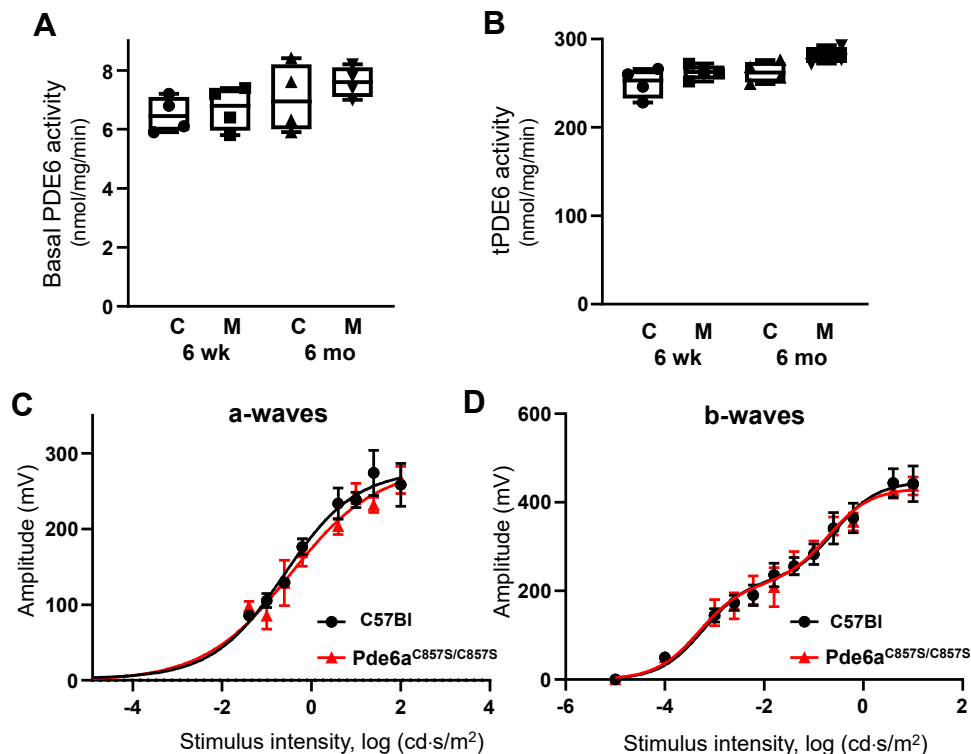 A
Basal PDE6 activity
(nmol/mg/min)
8
6
4
2
0
C M C M
6 wk 6 mo
B
tPDE6 activity
(nmol/mg/min)
300
200
100
0
C M C M
6 wk 6 mo
C
a-waves
Amplitude (mV)
300
200
100
0
-4 -2 0 2 4
Stimulus intensity, log (cd·s/m²)
C57Bl
Pde6a^C857S/C857S
D
b-waves
Amplitude (mV)
600
400
200
0
-6 -4 -2 0 2
Stimulus intensity, log (cd·s/m²)
C57Bl
Pde6a^C857S/C857S